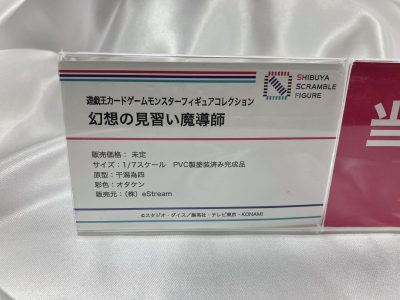 SHIBUYA
SCRAMBLE
FIGURE
遊戯王カードゲームモンスターフィギュアコレクション
幻想の見習い魔導師
販売価格： 未定
サイズ：1/7スケール PVC製塗装済み完成品
原型：干潟為四
彩色：オタケン
販売元：（株）eStream
©スタジオ・ダイス／集英社・テレビ東京・KONAMI
当